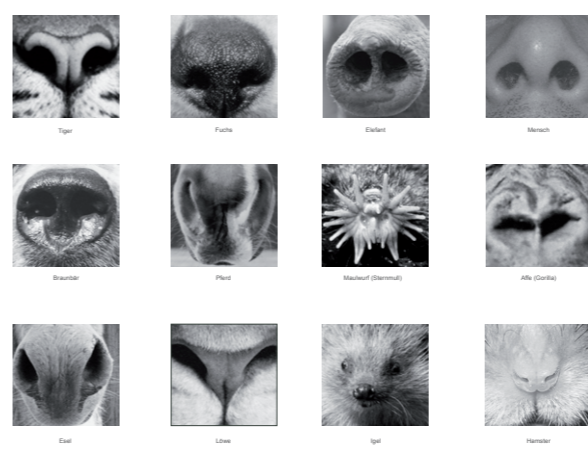 Tiger
Fuchs
Elefant
Mensch
Braunbär
Pferd
Maulwurf (Sternmull)
Affe (Gorilla)
Esel
Löwe
Igel
Hamster